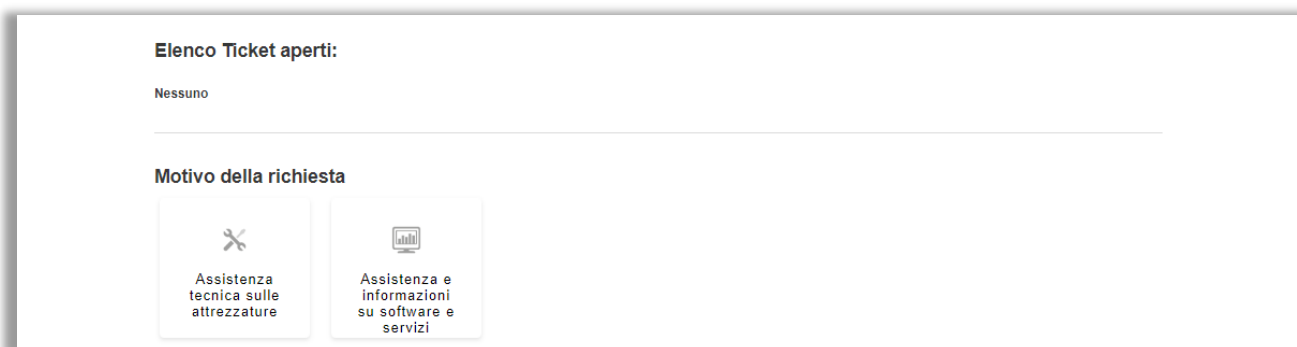 Elenco Ticket aperti:
Nessuno
Motivo della richiesta
Assistenza
tecnica sulle
attrezzature
Assistenza e
informazioni
su software e
servizi